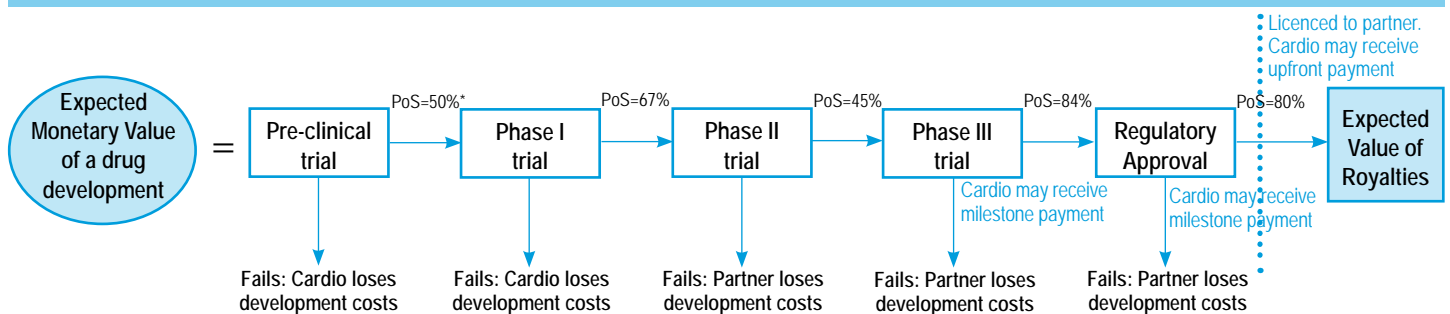 Licenced to partner.
Cardio may receive
upfront payment
Expected
Monetary Value
of a drug
development
=
Pre-clinical
trial
PoS=50%*
Phase I
trial
PoS=67%
Phase II
trial
PoS=45%
Phase III
trial
PoS=84%
Regulatory
Approval
PoS=80%
Expected
Value of
Royalties
Cardio may receive
milestone payment
Cardio may receive
milestone payment
Fails: Cardio loses
development costs
Fails: Cardio loses
development costs
Fails: Partner loses
development costs
Fails: Partner loses
development costs
Fails: Partner loses
development costs